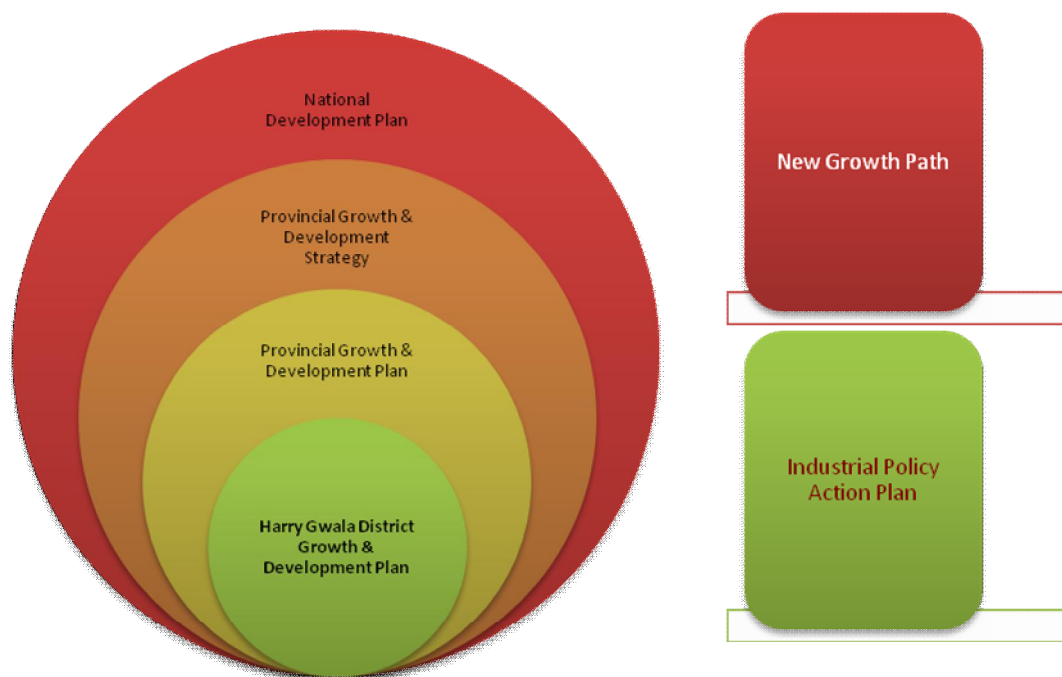 National
Development Plan
Provincial Growth &
Development
Strategy
Provincial Growth &
Development Plan
Harry Gwala District
Growth &
Development Plan
New Growth Path
Industrial Policy
Action Plan